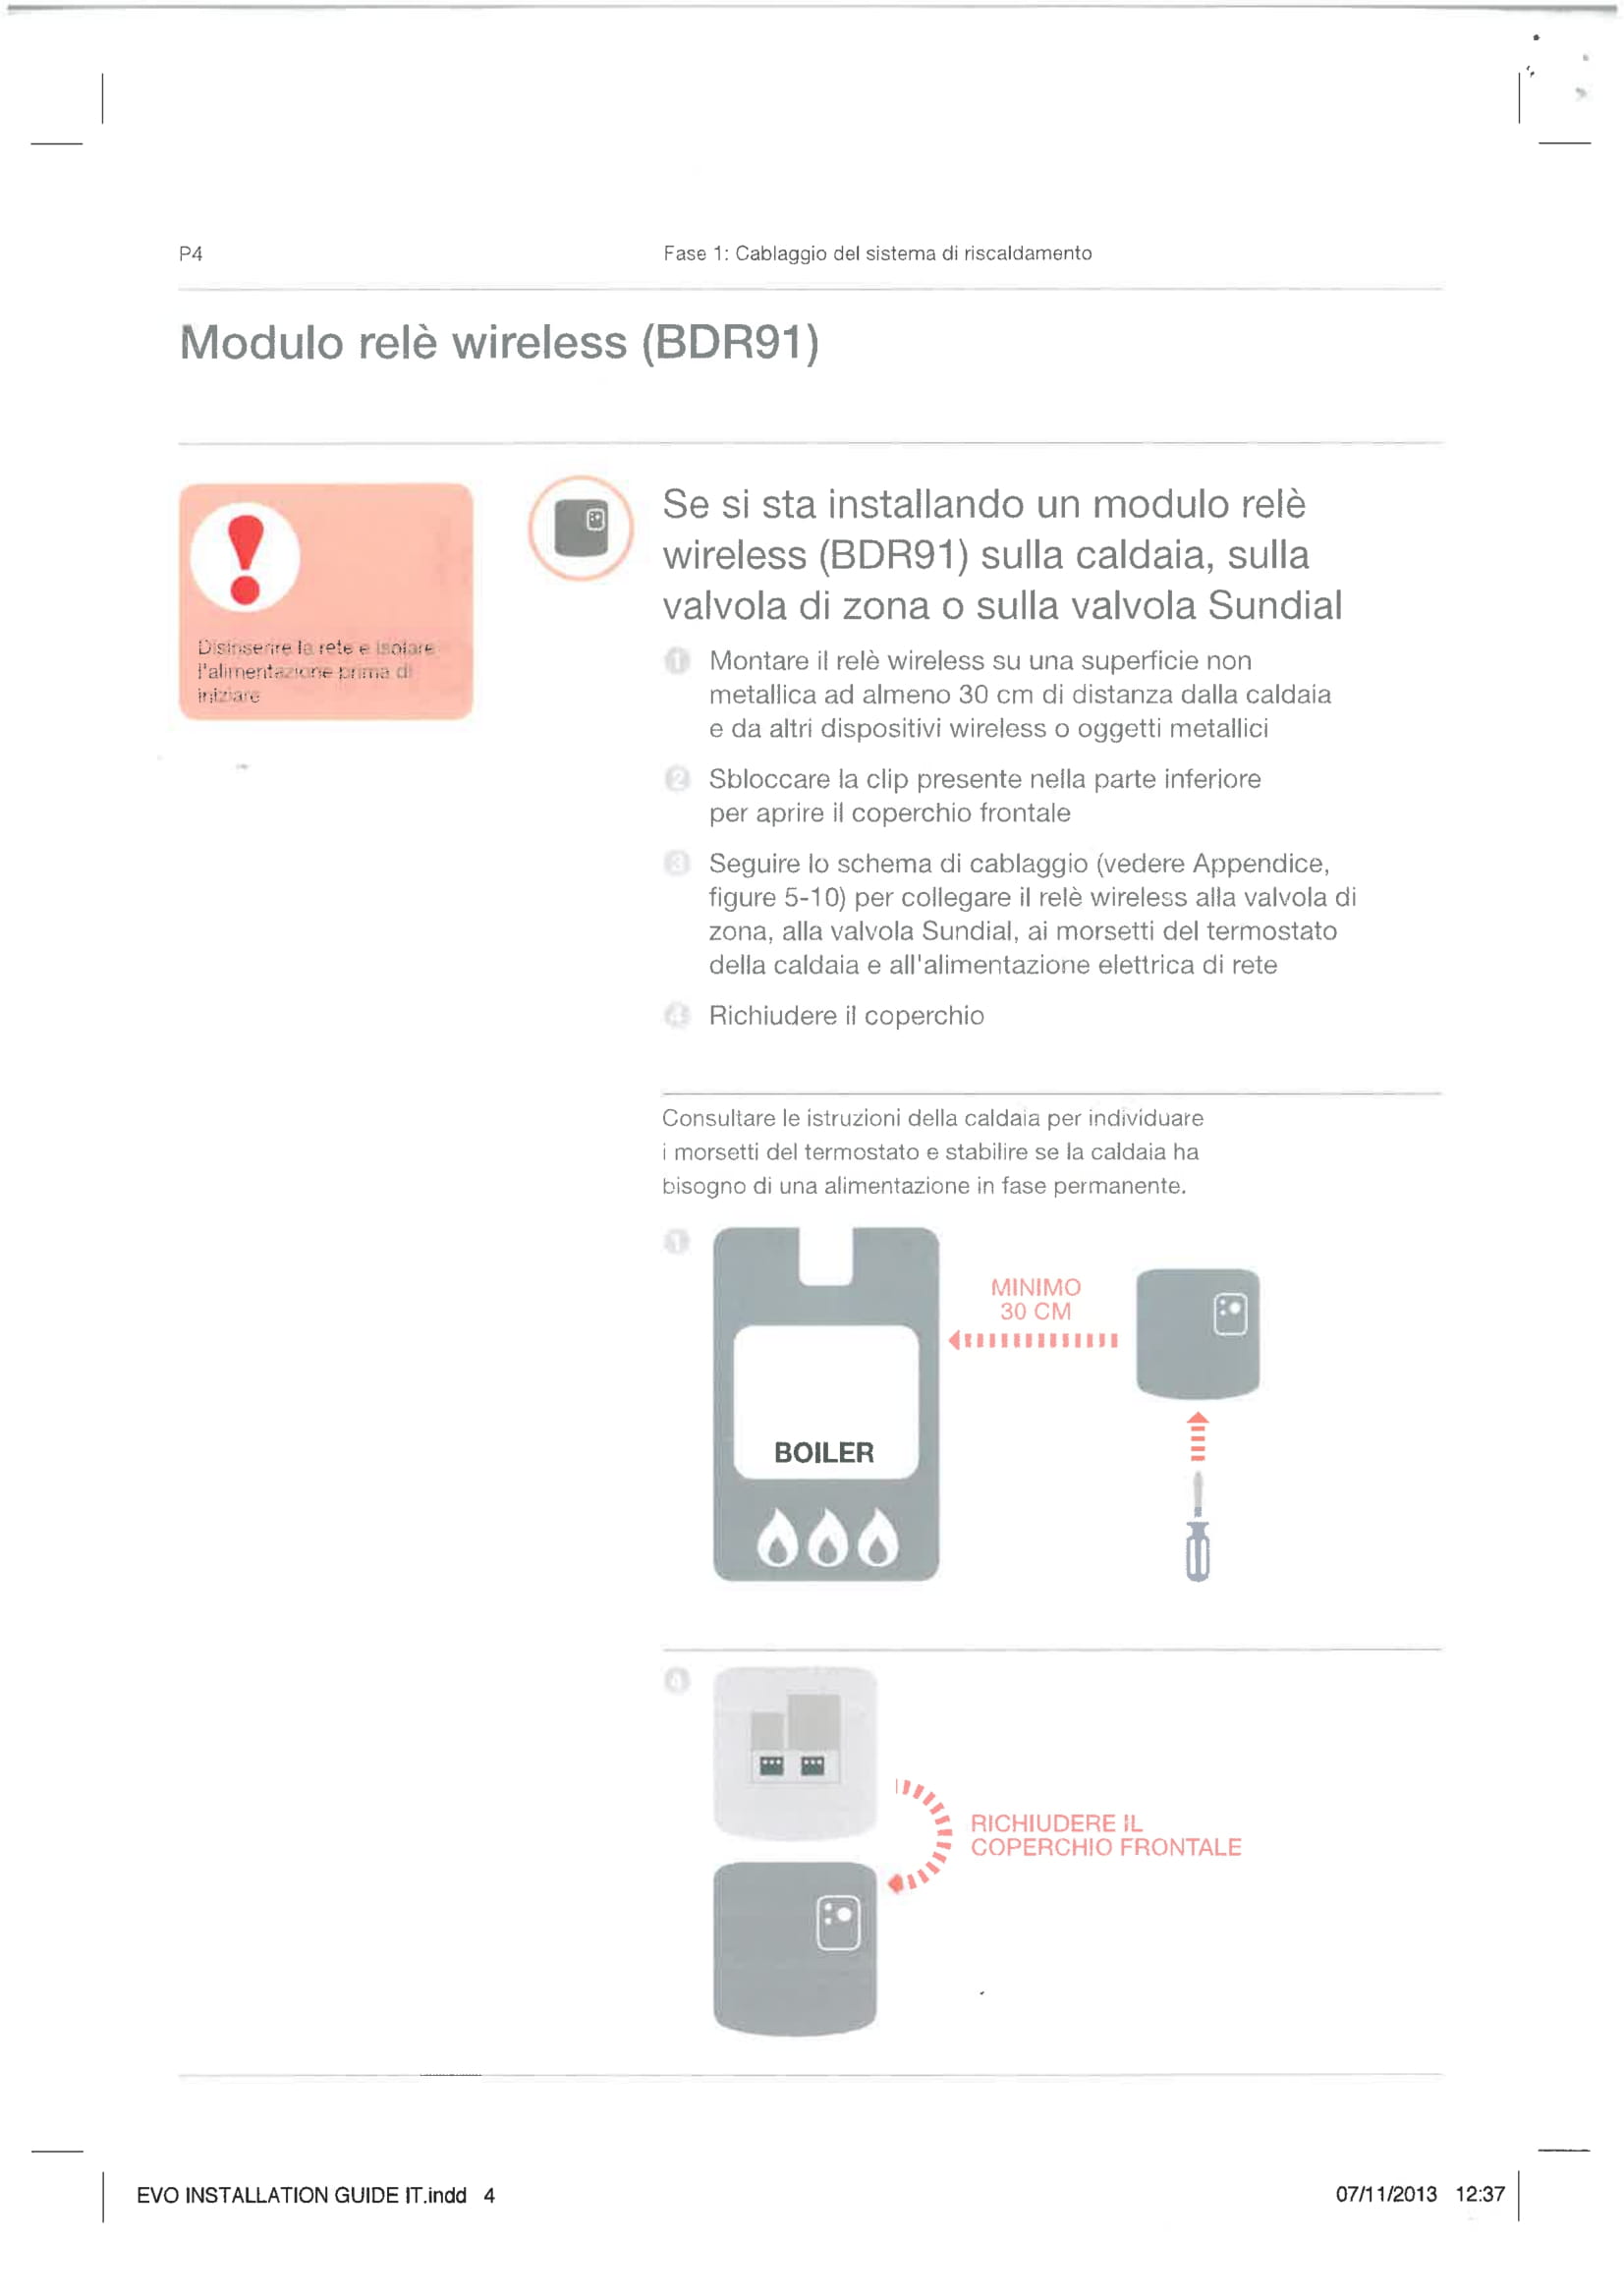 P4
Fase 1: Cablaggio del sistema di riscaldamento
Modulo relè wireless (BDR91)
Disinserire la rete e isolare
l'alimentazione prima di
iniziare
Se si sta installando un modulo relè
wireless (BDR91) sulla caldaia, sulla
valvola di zona o sulla valvola Sundial
1 Montare il relè wireless su una superficie non
metallica ad almeno 30 cm di distanza dalla caldaia
e da altri dispositivi wireless o oggetti metallici
2 Sbloccare la clip presente nella parte inferiore
per aprire il coperchio frontale
3 Seguire lo schema di cablaggio (vedere Appendice,
figure 5-10) per collegare il relè wireless alla valvola di
zona, alla valvola Sundial, ai morsetti del termostato
della caldaia e all'alimentazione elettrica di rete
4 Richiudere il coperchio
Consultare le istruzioni della caldaia per individuare
i morsetti del termostato e stabilire se la caldaia ha
bisogno di una alimentazione in fase permanente.
1
MINIMO
30 CM
BOILER
4
RICHIUDERE IL
COPERCHIO FRONTALE
EVO INSTALLATION GUIDE IT.indd 4
07/11/2013 12:37